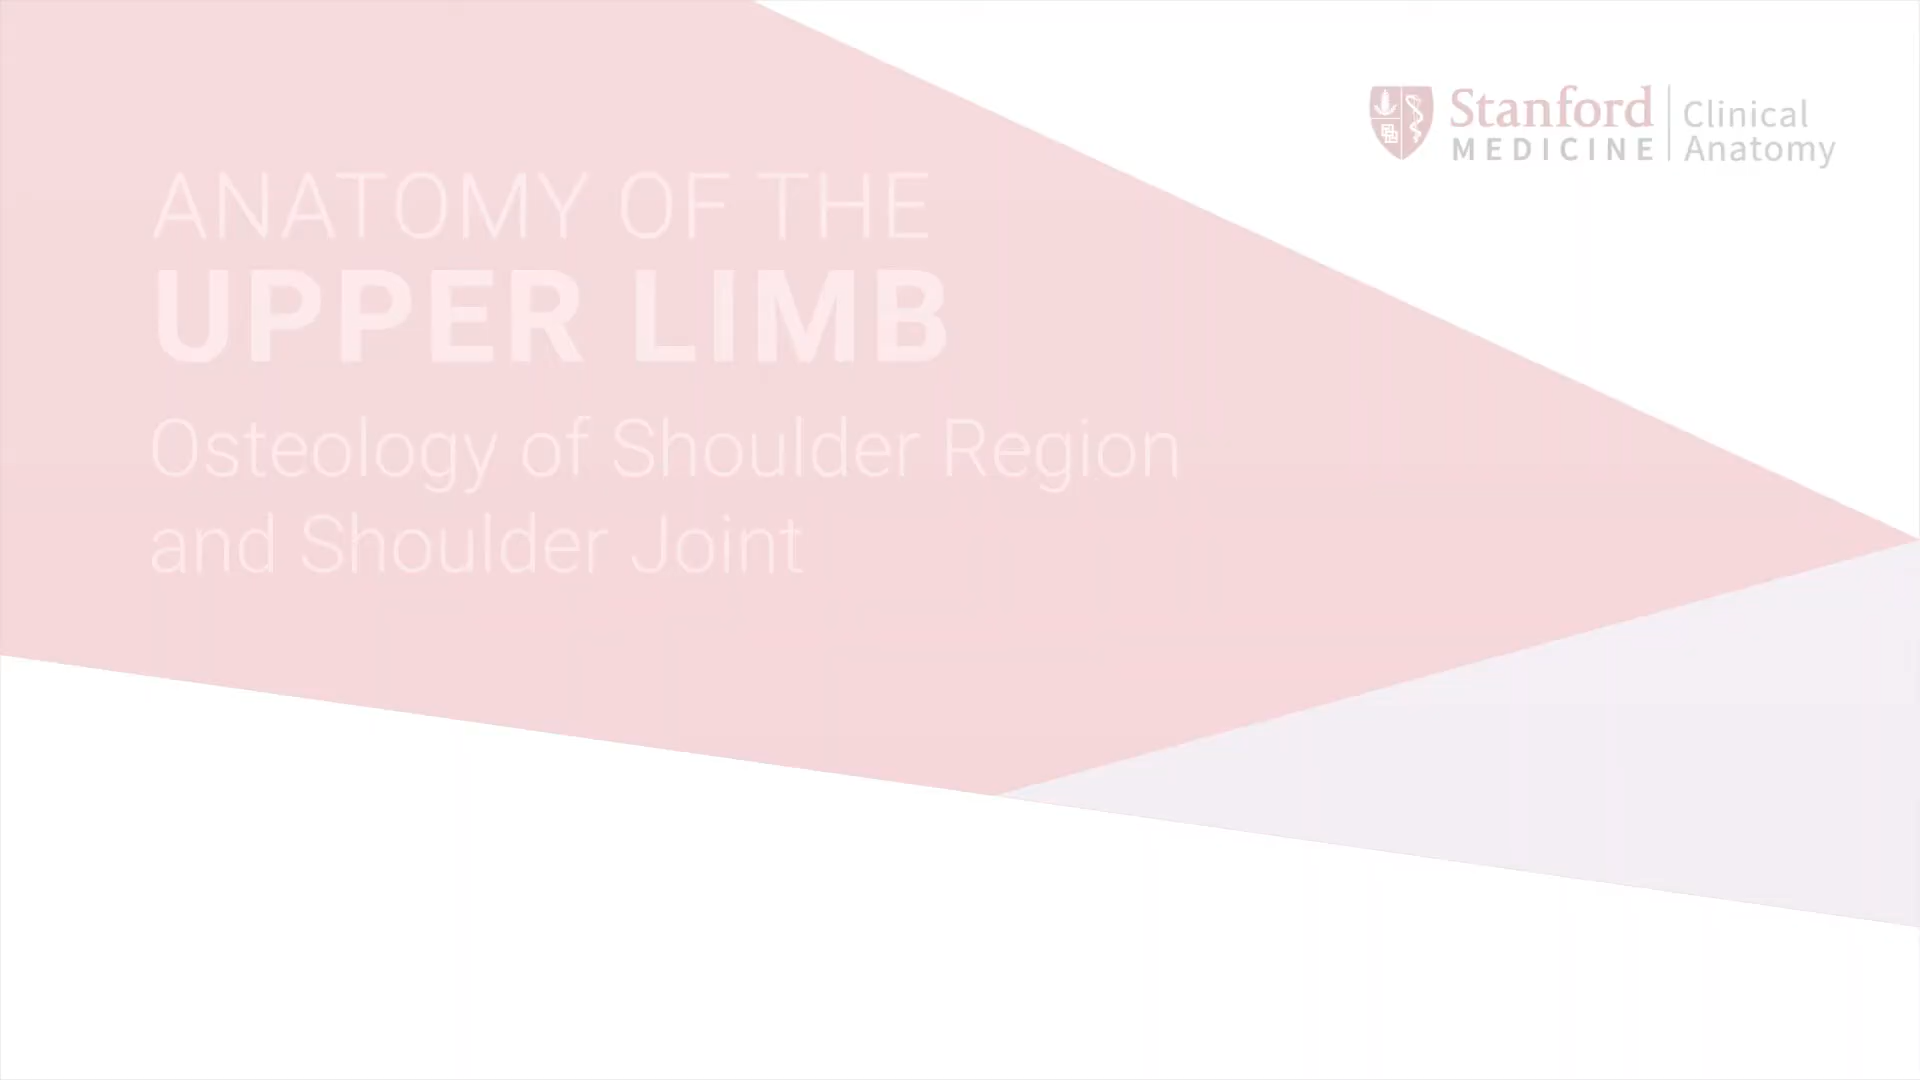 ANATOMY OF THE
UPPER LIMB
Osteology of Shoulder Region
and Shoulder Joint
Stanford
MEDICINE
Clinical
Anatomy